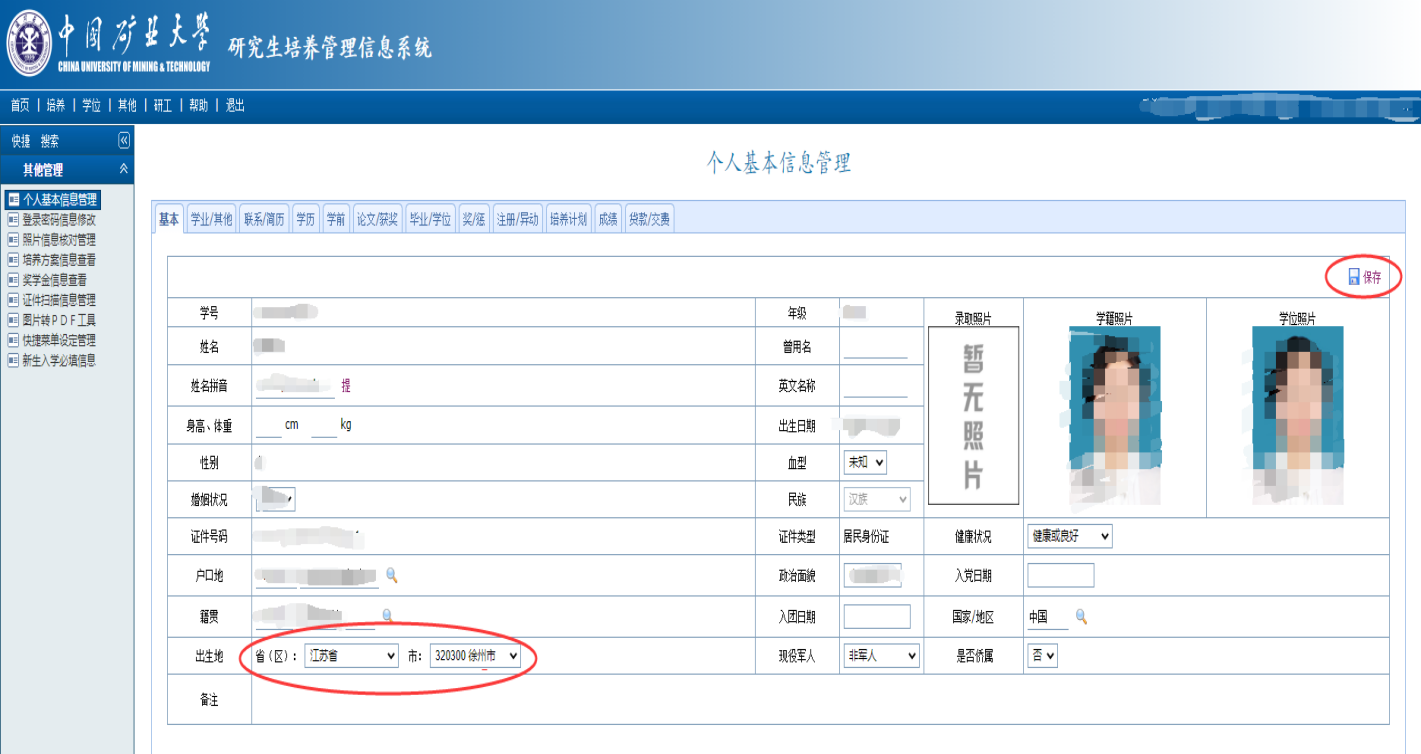 中国矿业大学 研究生培养管理信息系统
CHINA UNIVERSITY OF MINING & TECHNOLOGY
首页 | 培养 | 学位 | 其他 | 研工 | 帮助 | 退出
快捷 搜索
其他管理
个人基本信息管理
登录密码信息修改
照片信息核对管理
培养方案信息查看
奖学金信息查看
证件扫描信息管理
图片转PDF工具
快捷菜单设定管理
新生入学必填信息
个人基本信息管理
基本 学业/其他 联系/简历 学历 学前 论文/获奖 毕业/学位 奖/惩 注册/异动 培养计划 成绩 贷款/交费
保存
学号 年级 录取照片 学籍照片 学位照片
姓名 曾用名
暂无照片
姓名拼音 提 英文名称
身高、体重 cm kg 出生日期
性别 血型 未知
婚姻状况 民族 汉族
证件号码 证件类型 居民身份证 健康状况 健康或良好
户口地 政治面貌 入党日期
籍贯 入团日期 国家/地区 中国
出生地 省(区): 江苏省 市: 320300 徐州市 现役军人 非军人 是否侨属 否
备注